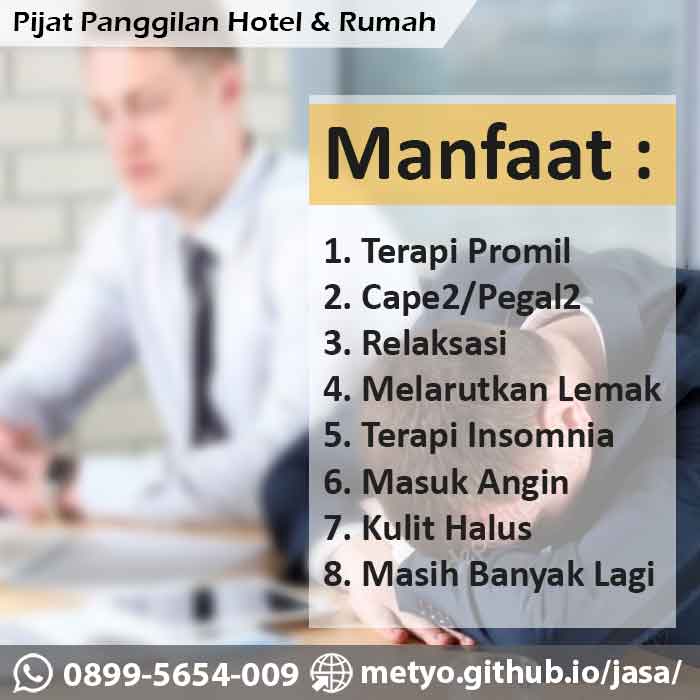 Pijat Panggilan Hotel & Rumah
Manfaat :
1. Terapi Promil
2. Cape2/Pegal2
3. Relaksasi
4. Melarutkan Lemak
5. Terapi Insomnia
6. Masuk Angin
7. Kulit Halus
8. Masih Banyak Lagi
0899-5654-009 metyo.github.io/jasa/